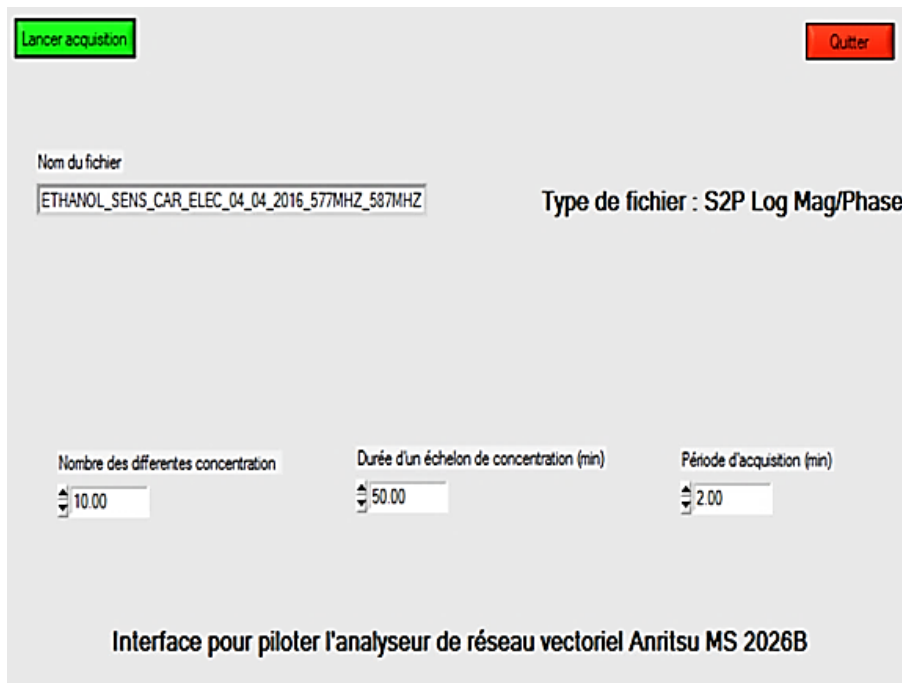 Lancer acquistion
Quitter
Nom du fichier
ETHANOL_SENS_CAR_ELEC_04_04_2016_577MHZ_587MHZ
Type de fichier : S2P Log Mag/Phase
Nombre des differentes concentration
Durée d'un échelon de concentration (min)
Période d'acquisition (min)
10.00
50.00
2.00
Interface pour piloter l'analyseur de réseau vectoriel Anritsu MS 2026B